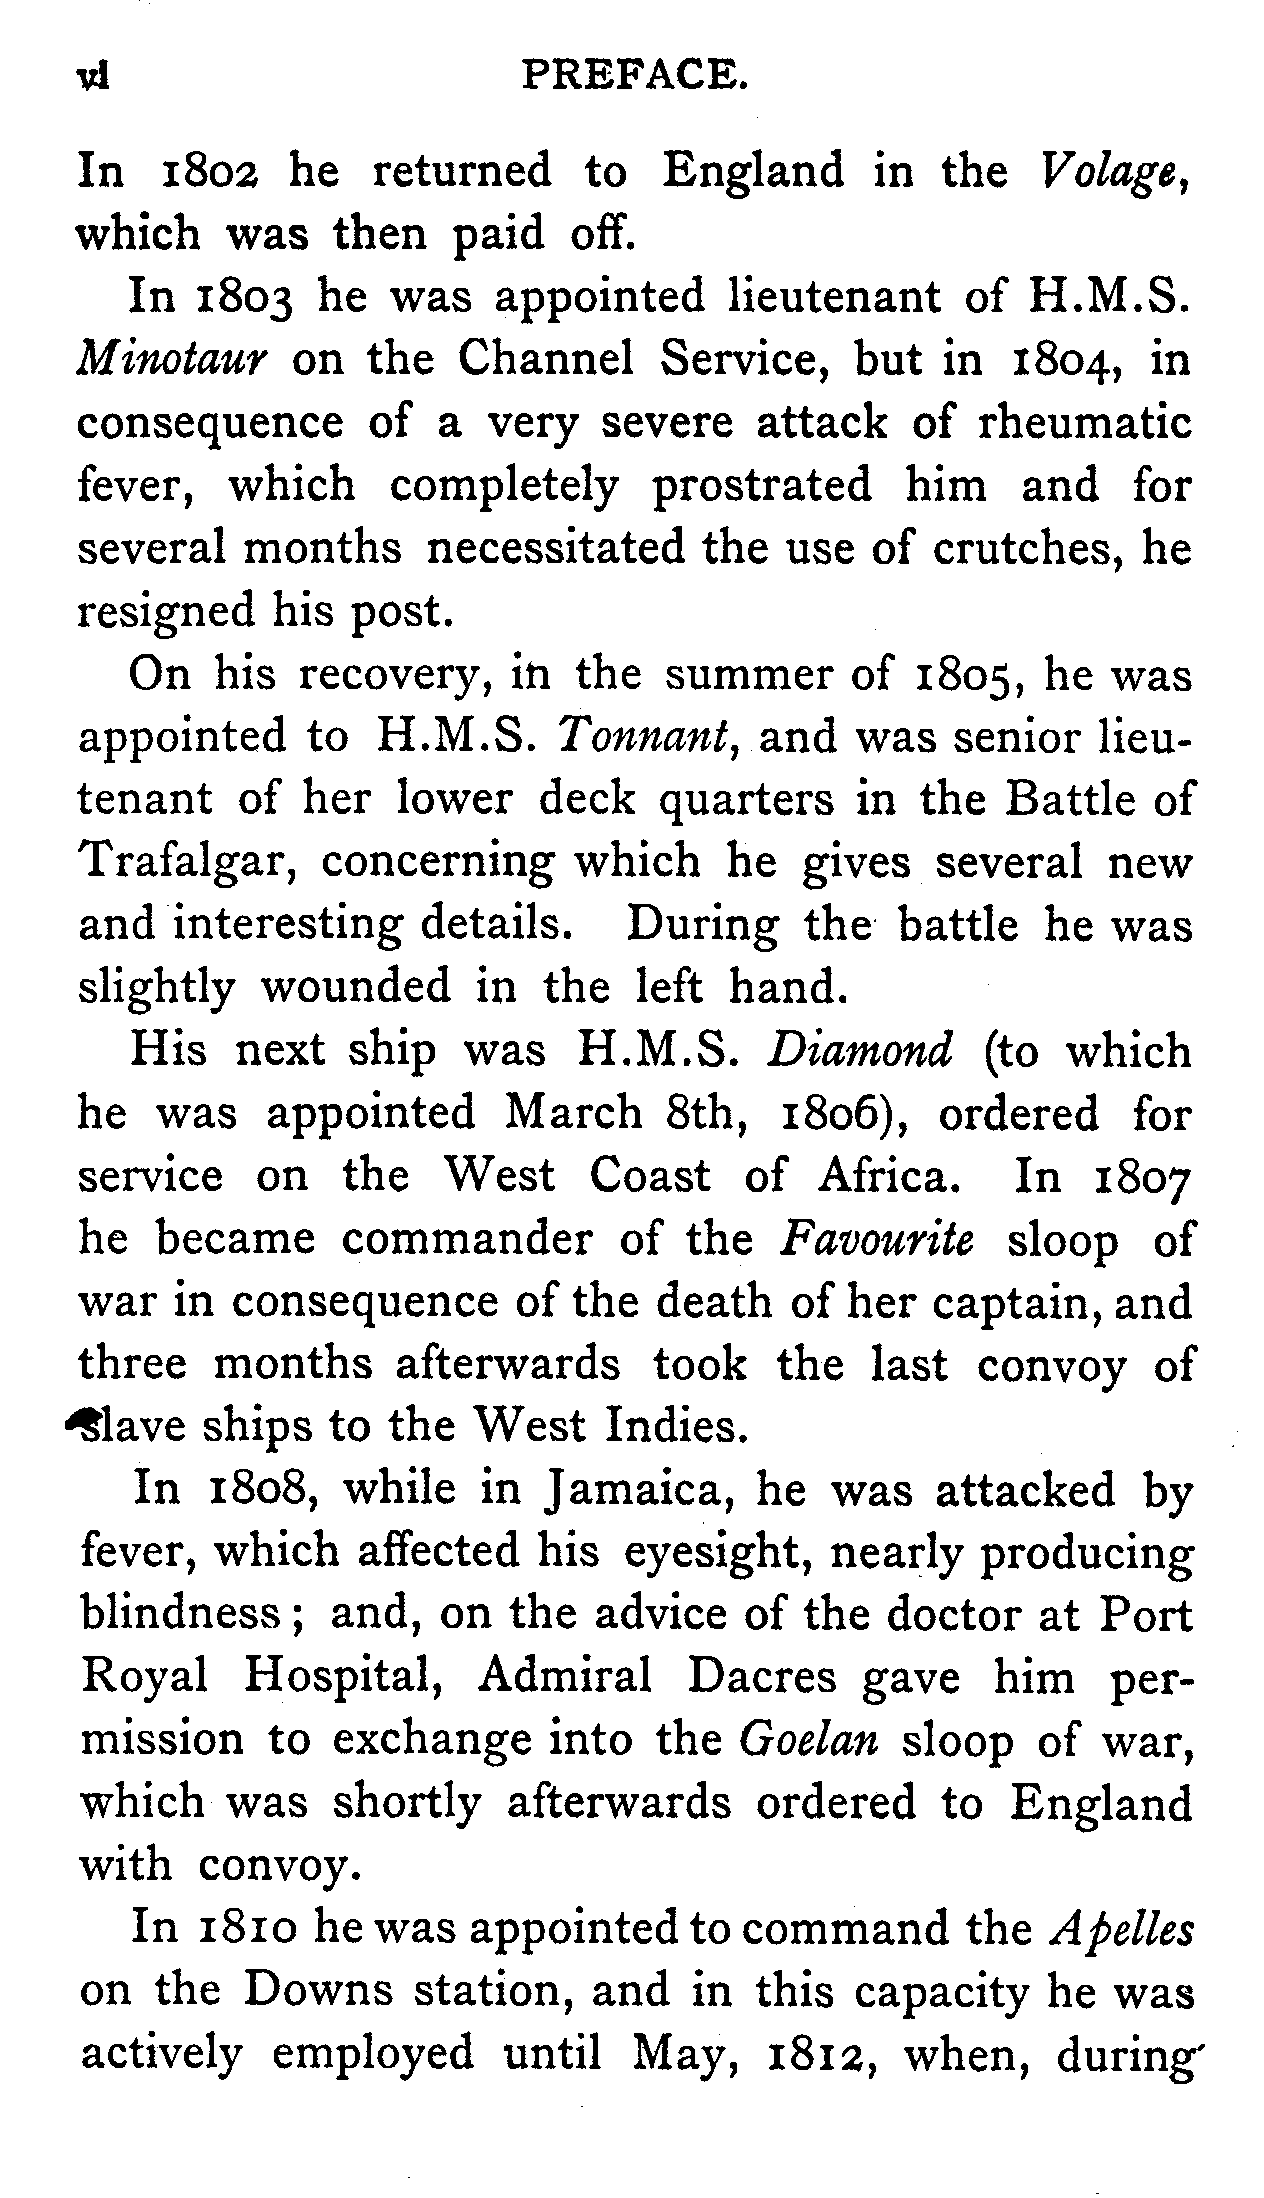 vi PREFACE.
In 1802 he returned to England in the Volage,
which was then paid off.
In 1803 he was appointed lieutenant of H.M.S.
Minotaur on the Channel Service, but in 1804, in
consequence of a very severe attack of rheumatic
fever, which completely prostrated him and for
several months necessitated the use of crutches, he
resigned his post.
On his recovery, in the summer of 1805, he was
appointed to H.M.S. Tonnant, and was senior lieu-
tenant of her lower deck quarters in the Battle of
Trafalgar, concerning which he gives several new
and interesting details. During the battle he was
slightly wounded in the left hand.
His next ship was H.M.S. Diamond (to which
he was appointed March 8th, 1806), ordered for
service on the West Coast of Africa. In 1807
he became commander of the Favourite sloop of
war in consequence of the death of her captain, and
three months afterwards took the last convoy of
slave ships to the West Indies.
In 1808, while in Jamaica, he was attacked by
fever, which affected his eyesight, nearly producing
blindness; and, on the advice of the doctor at Port
Royal Hospital, Admiral Dacres gave him per-
mission to exchange into the Goelan sloop of war,
which was shortly afterwards ordered to England
with convoy.
In 1810 he was appointed to command the Apelles
on the Downs station, and in this capacity he was
actively employed until May, 1812, when, during